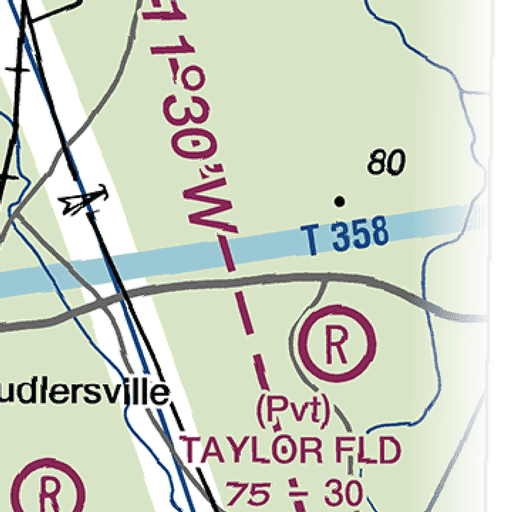 11°30'W
80
T 358
R
udlersville
(Pvt)
TAYLOR FLD
75 - 30
R